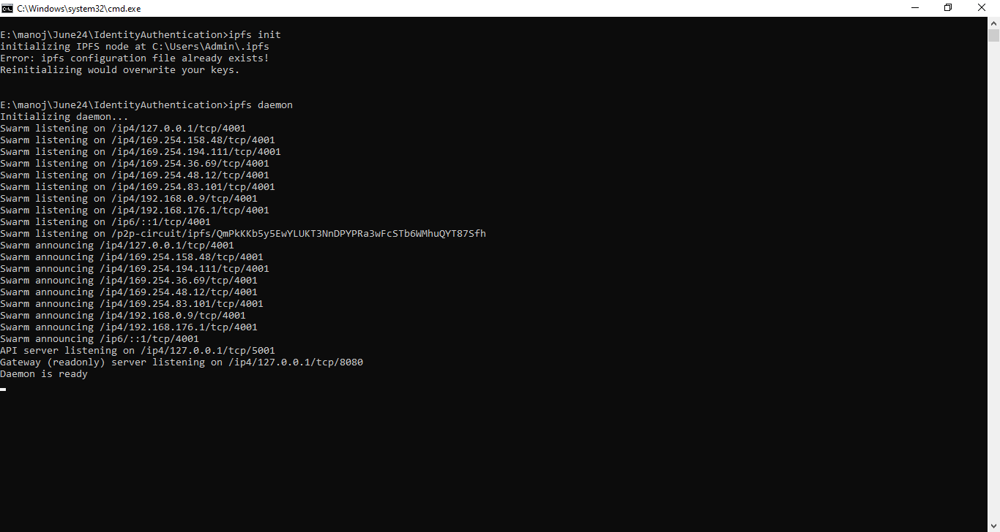 C:\Windows\system32\cmd.exe
E:\manoj\June24\IdentityAuthentication>ipfs init
initializing IPFS node at C:\Users\Admin\.ipfs
Error: ipfs configuration file already exists!
Reinitializing would overwrite your keys.
E:\manoj\June24\IdentityAuthentication>ipfs daemon
Initializing daemon...
Swarm listening on /ip4/127.0.0.1/tcp/4001
Swarm listening on /ip4/169.254.158.48/tcp/4001
Swarm listening on /ip4/169.254.194.111/tcp/4001
Swarm listening on /ip4/169.254.36.69/tcp/4001
Swarm listening on /ip4/169.254.48.12/tcp/4001
Swarm listening on /ip4/169.254.83.101/tcp/4001
Swarm listening on /ip4/192.168.0.9/tcp/4001
Swarm listening on /ip4/192.168.176.1/tcp/4001
Swarm listening on /ip6/::1/tcp/4001
Swarm listening on /p2p-circuit/ipfs/QmPkKKb5y5EwYLUKT3NnDPYPRa3wFcSTb6WMhuQYT87Sfh
Swarm announcing /ip4/127.0.0.1/tcp/4001
Swarm announcing /ip4/169.254.158.48/tcp/4001
Swarm announcing /ip4/169.254.194.111/tcp/4001
Swarm announcing /ip4/169.254.36.69/tcp/4001
Swarm announcing /ip4/169.254.48.12/tcp/4001
Swarm announcing /ip4/169.254.83.101/tcp/4001
Swarm announcing /ip4/192.168.0.9/tcp/4001
Swarm announcing /ip4/192.168.176.1/tcp/4001
Swarm announcing /ip6/::1/tcp/4001
API server listening on /ip4/127.0.0.1/tcp/5001
Gateway (readonly) server listening on /ip4/127.0.0.1/tcp/8080
Daemon is ready